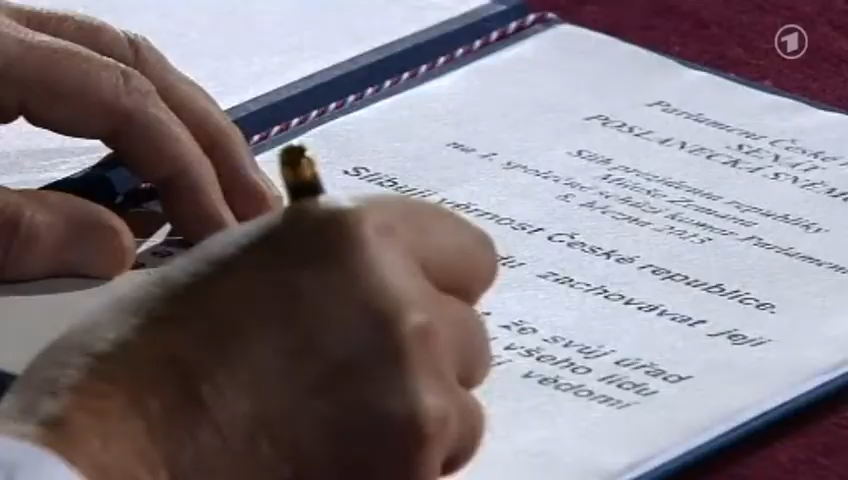 1
Parlament České
SENÁT
POSLANECKÁ SNĚMO
Slib prezidenta republiky
Miloše Zemana
na 1. společné schůzi komor Parlamentu
8. března 2013
Slibuji věrnost České republice.
zachovávat její
že svůj úřad
všeho lidu
vědomí